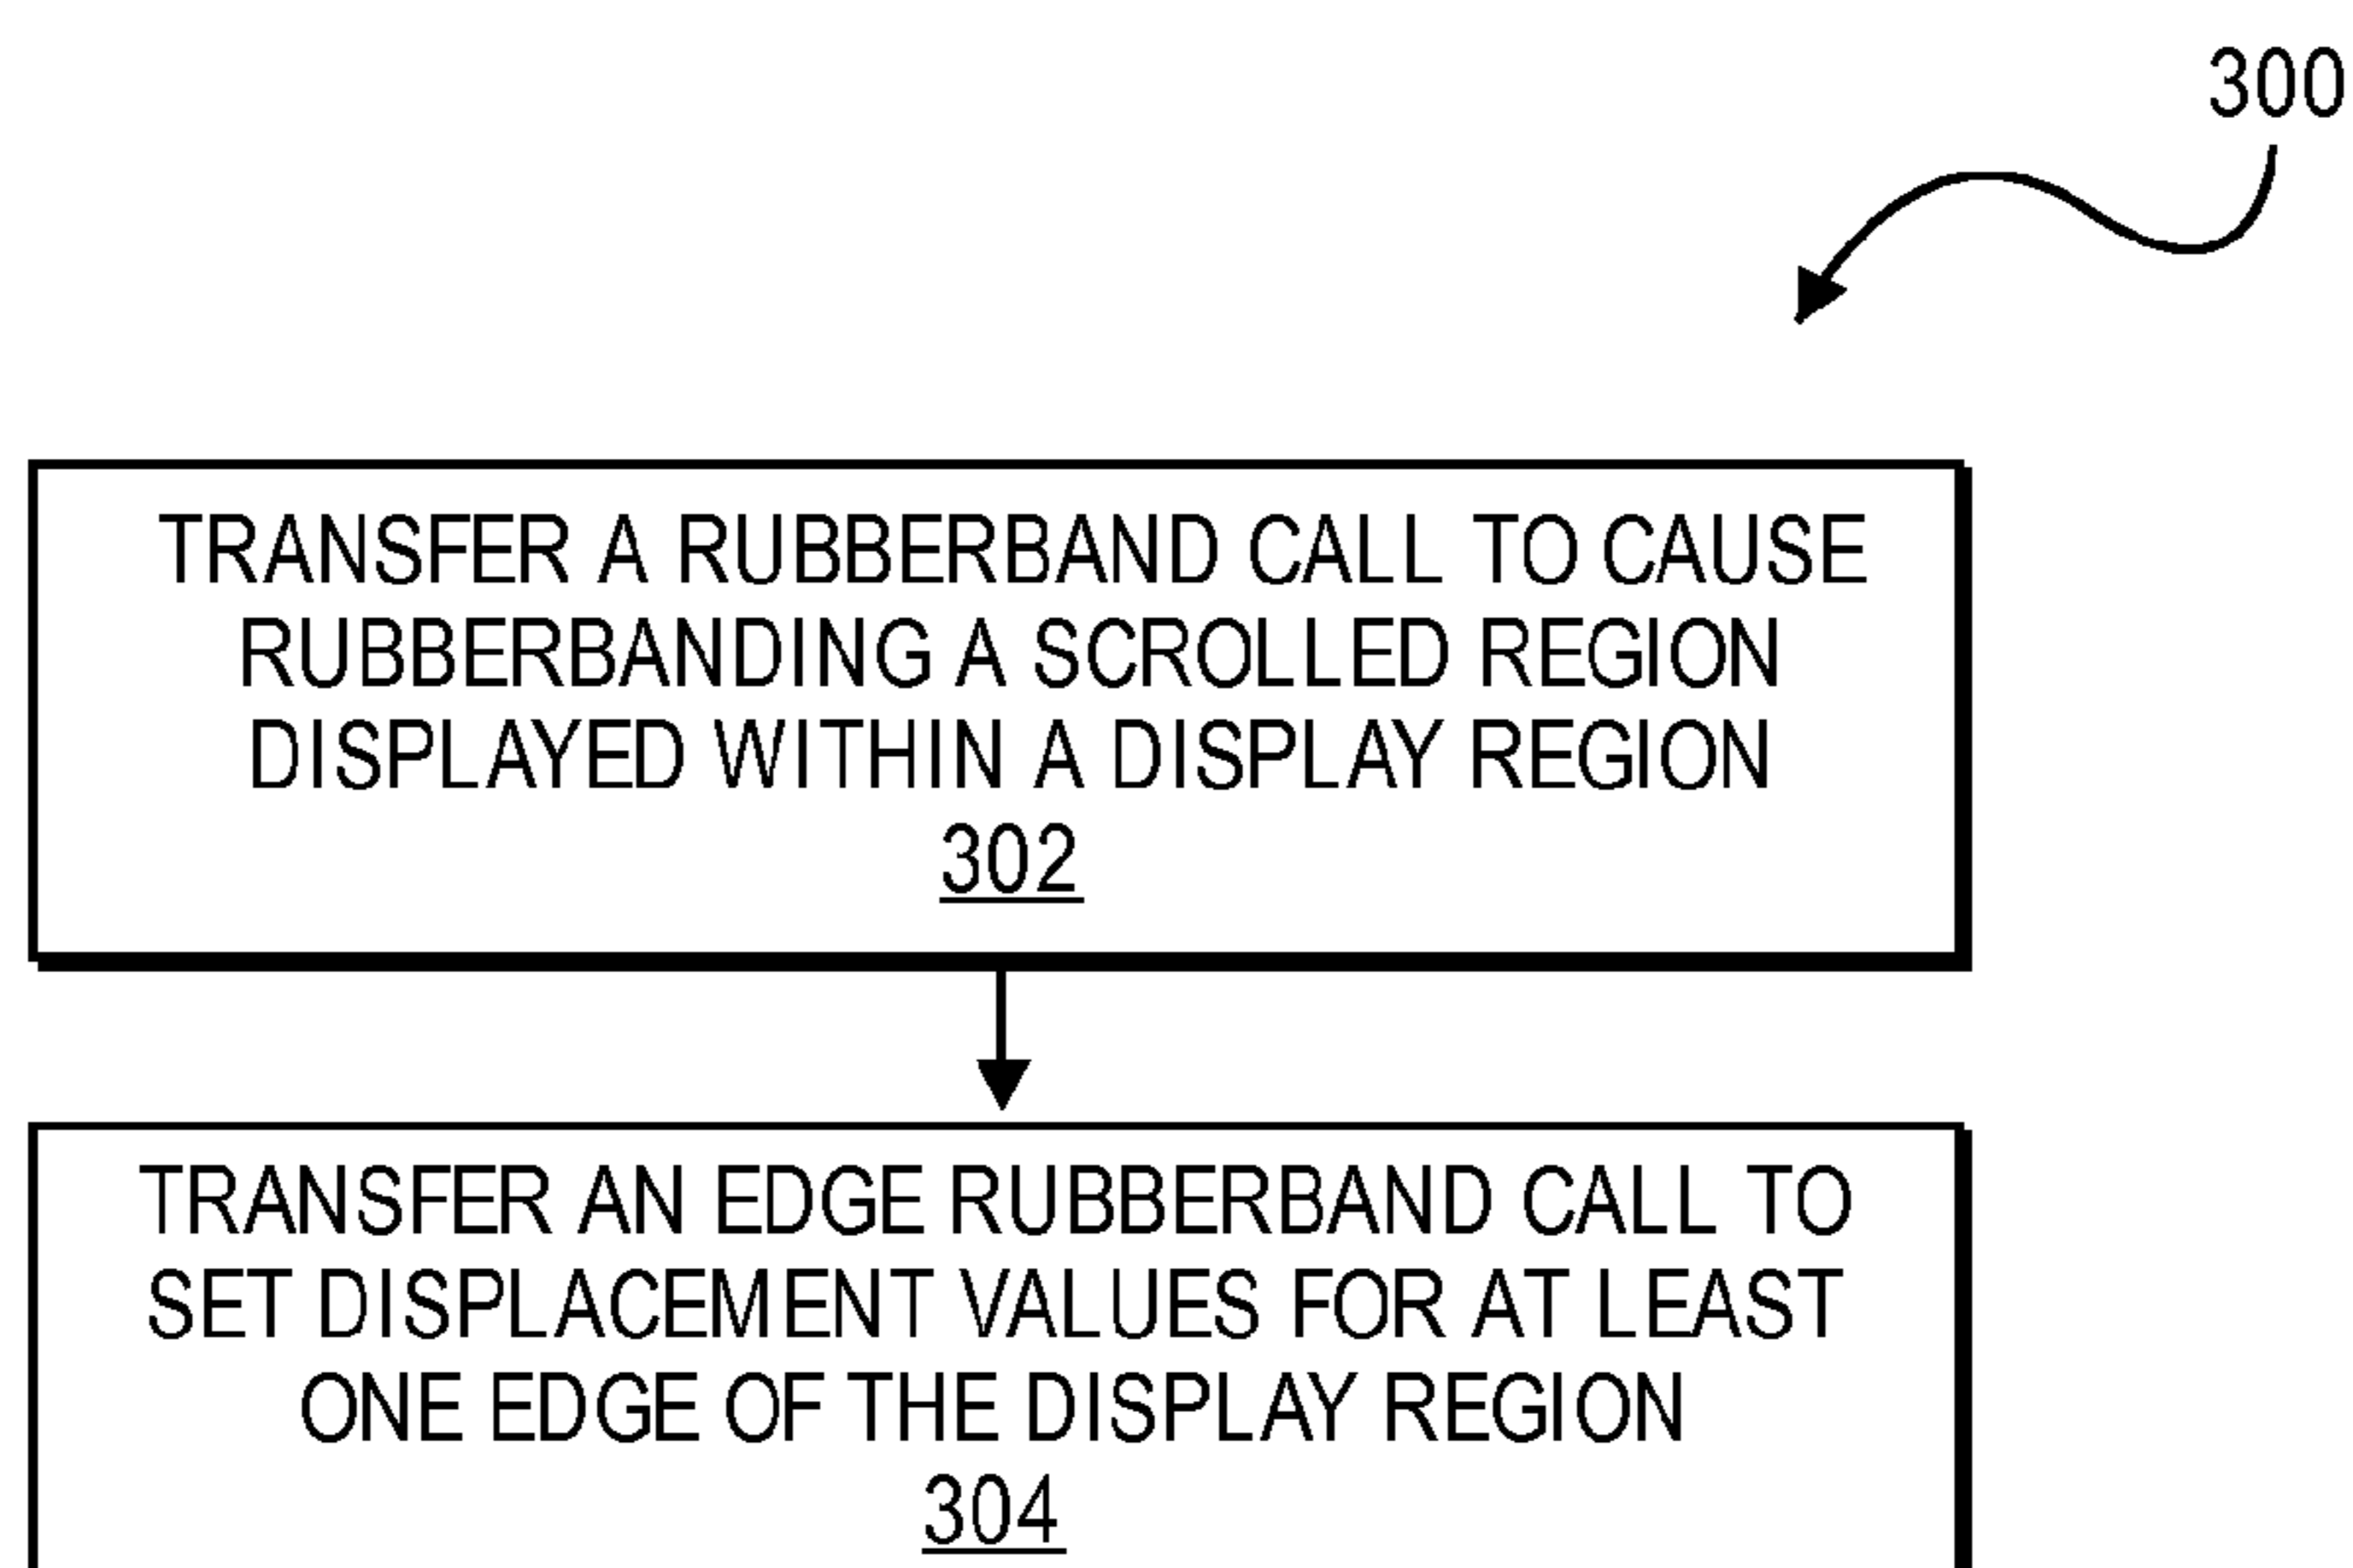 300
TRANSFER A RUBBERBAND CALL TO CAUSE
RUBBERBANDING A SCROLLED REGION
DISPLAYED WITHIN A DISPLAY REGION
302
TRANSFER AN EDGE RUBBERBAND CALL TO
SET DISPLACEMENT VALUES FOR AT LEAST
ONE EDGE OF THE DISPLAY REGION
304